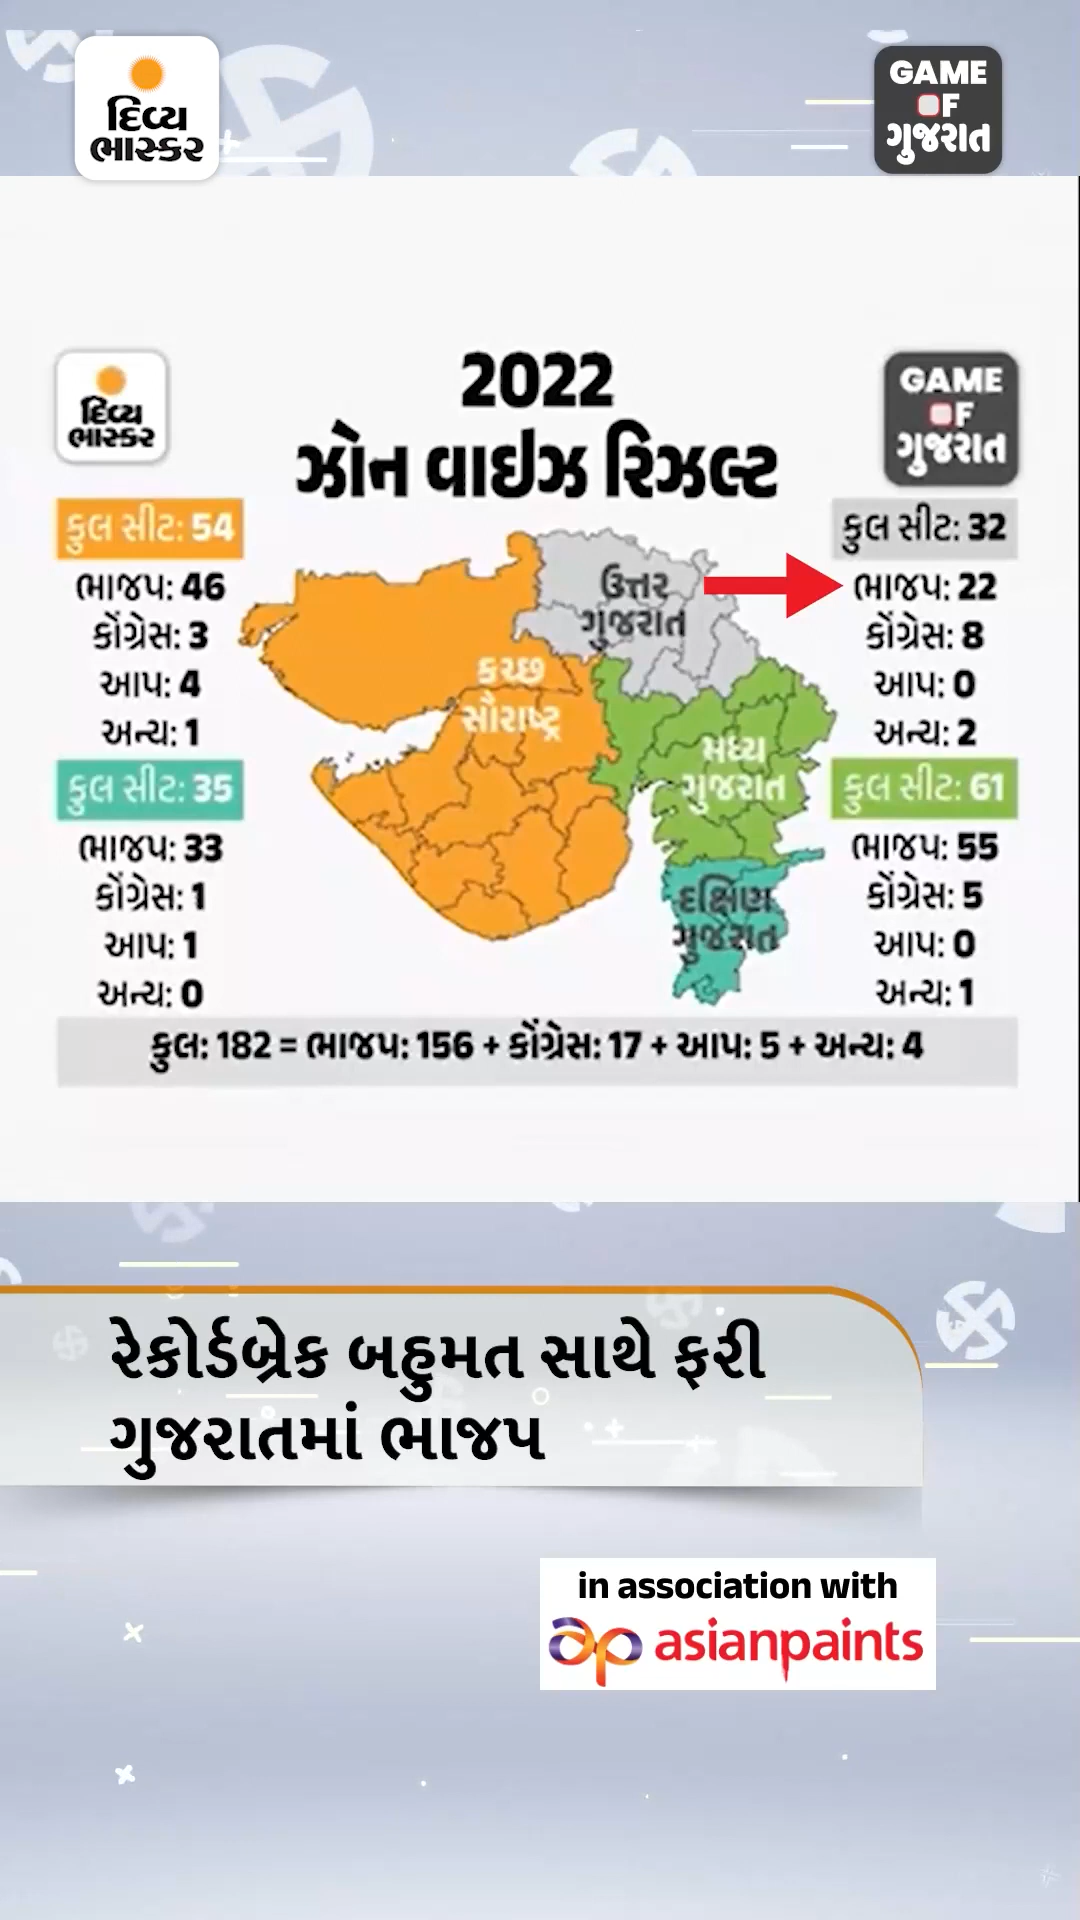 દિવ્ય
ભાસ્કર
GAME
OF
ગુજરાત
દિવ્ય
ભાસ્કર
2022
ઝોન વાઇઝ રિઝલ્ટ
GAME
OF
ગુજરાત
કુલ સીટ: 54
ભાજપ: 46
કોંગ્રેસ: 3
આપ: 4
અન્ય: 1
કુલ સીટ: 32
ભાજપ: 22
કોંગ્રેસ: 8
આપ: 0
અન્ય: 2
ઉત્તર
ગુજરાત
કચ્છ
સૌરાષ્ટ્ર
મધ્ય
ગુજરાત
દક્ષિણ
ગુજરાત
કુલ સીટ: 35
ભાજપ: 33
કોંગ્રેસ: 1
આપ: 1
અન્ય: 0
કુલ સીટ: 61
ભાજપ: 55
કોંગ્રેસ: 5
આપ: 0
અન્ય: 1
કુલ: 182 = ભાજપ: 156 + કોંગ્રેસ: 17 + આપ: 5 + અન્ય: 4
રેકોર્ડબ્રેક બહુમત સાથે ફરી
ગુજરાતમાં ભાજપ
in association with
ap asianpaints